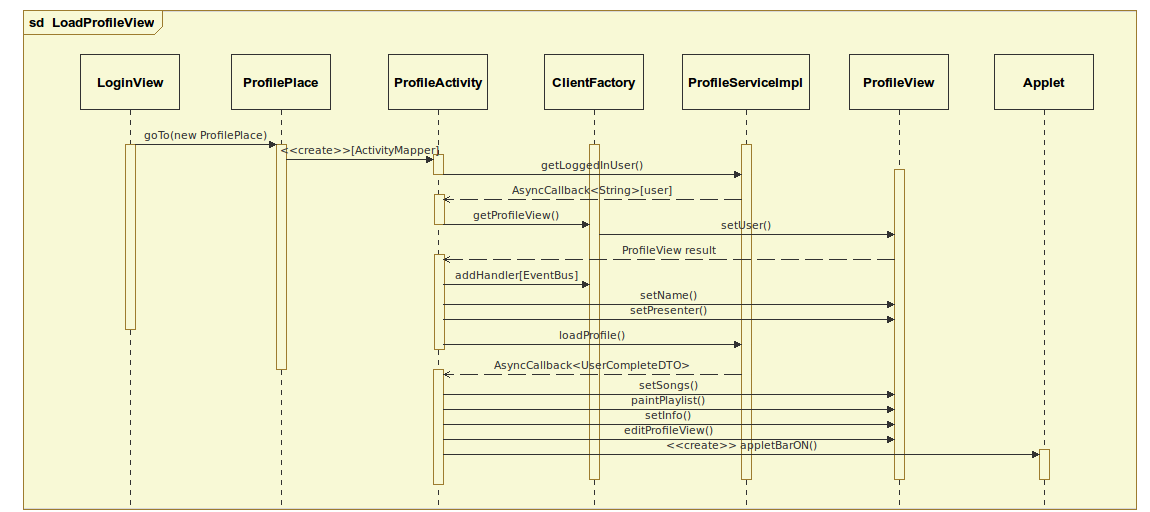 sd LoadProfileView
LoginView
ProfilePlace
ProfileActivity
ClientFactory
ProfileServiceImpl
ProfileView
Applet
goTo(new ProfilePlace)
<<create>>[ActivityMapper]
getLoggedInUser()
AsyncCallback<String>[user]
getProfileView()
setUser()
ProfileView result
addHandler[EventBus]
setName()
setPresenter()
loadProfile()
AsyncCallback<UserCompleteDTO>
setSongs()
paintPlaylist()
setInfo()
editProfileView()
<<create>> appletBarON()